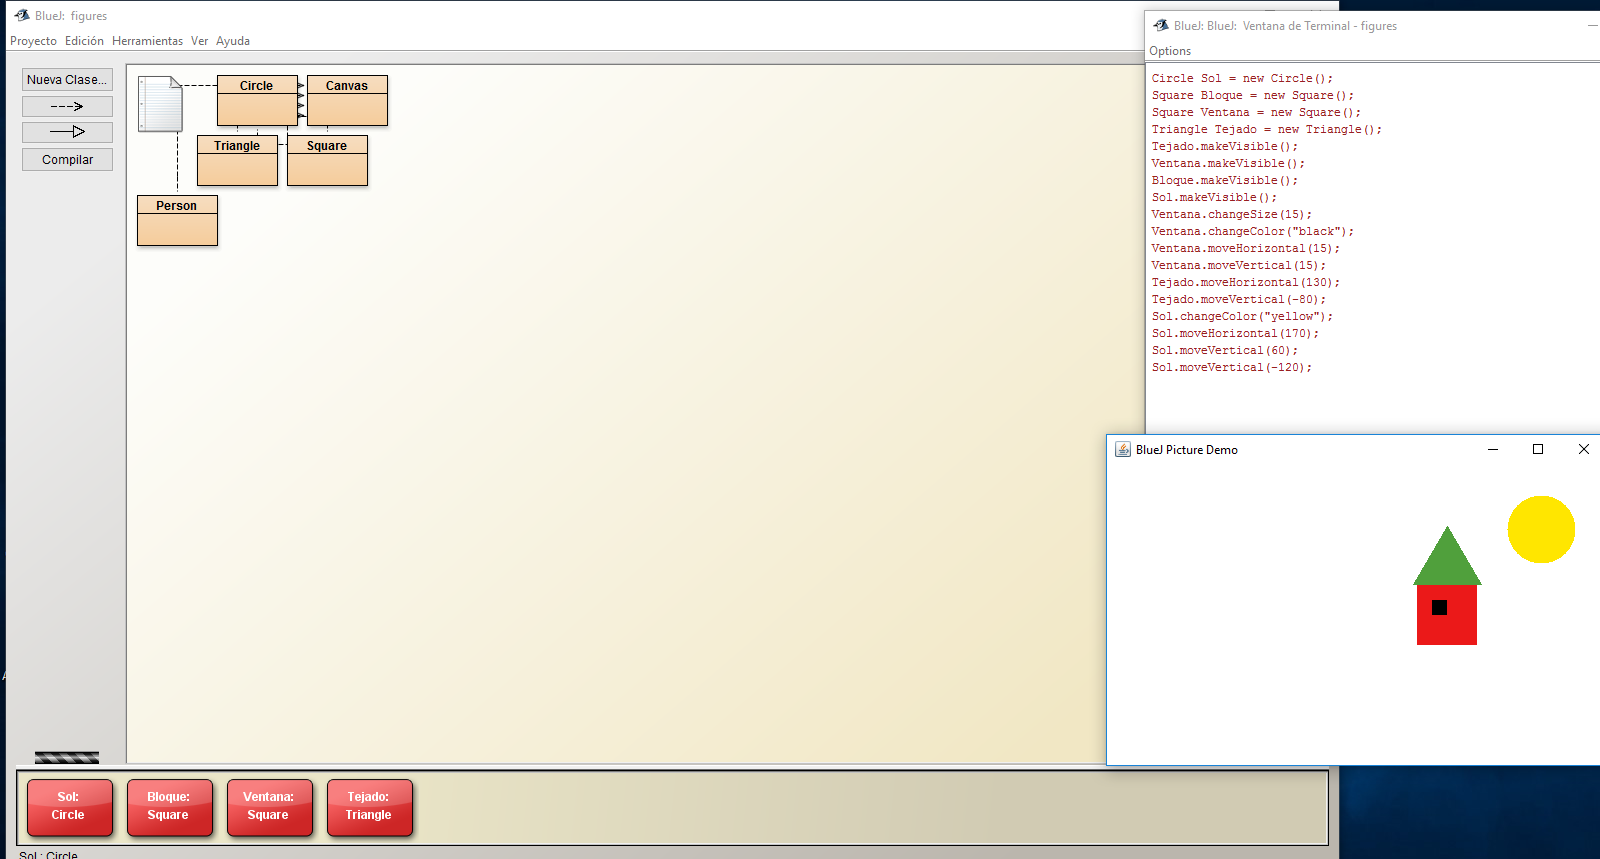 BlueJ: figures
Proyecto Edición Herramientas Ver Ayuda
Nueva Clase...
Compilar
Circle
Canvas
Triangle
Square
Person
BlueJ: BlueJ: Ventana de Terminal - figures
Options
Circle Sol = new Circle();
Square Bloque = new Square();
Square Ventana = new Square();
Triangle Tejado = new Triangle();
Tejado.makeVisible();
Ventana.makeVisible();
Bloque.makeVisible();
Sol.makeVisible();
Ventana.changeSize(15);
Ventana.changeColor("black");
Ventana.moveHorizontal(15);
Ventana.moveVertical(15);
Tejado.moveHorizontal(130);
Tejado.moveVertical(-80);
Sol.changeColor("yellow");
Sol.moveHorizontal(170);
Sol.moveVertical(60);
Sol.moveVertical(-120);
BlueJ Picture Demo
Sol:
Circle
Bloque:
Square
Ventana:
Square
Tejado:
Triangle
Sol : Circle